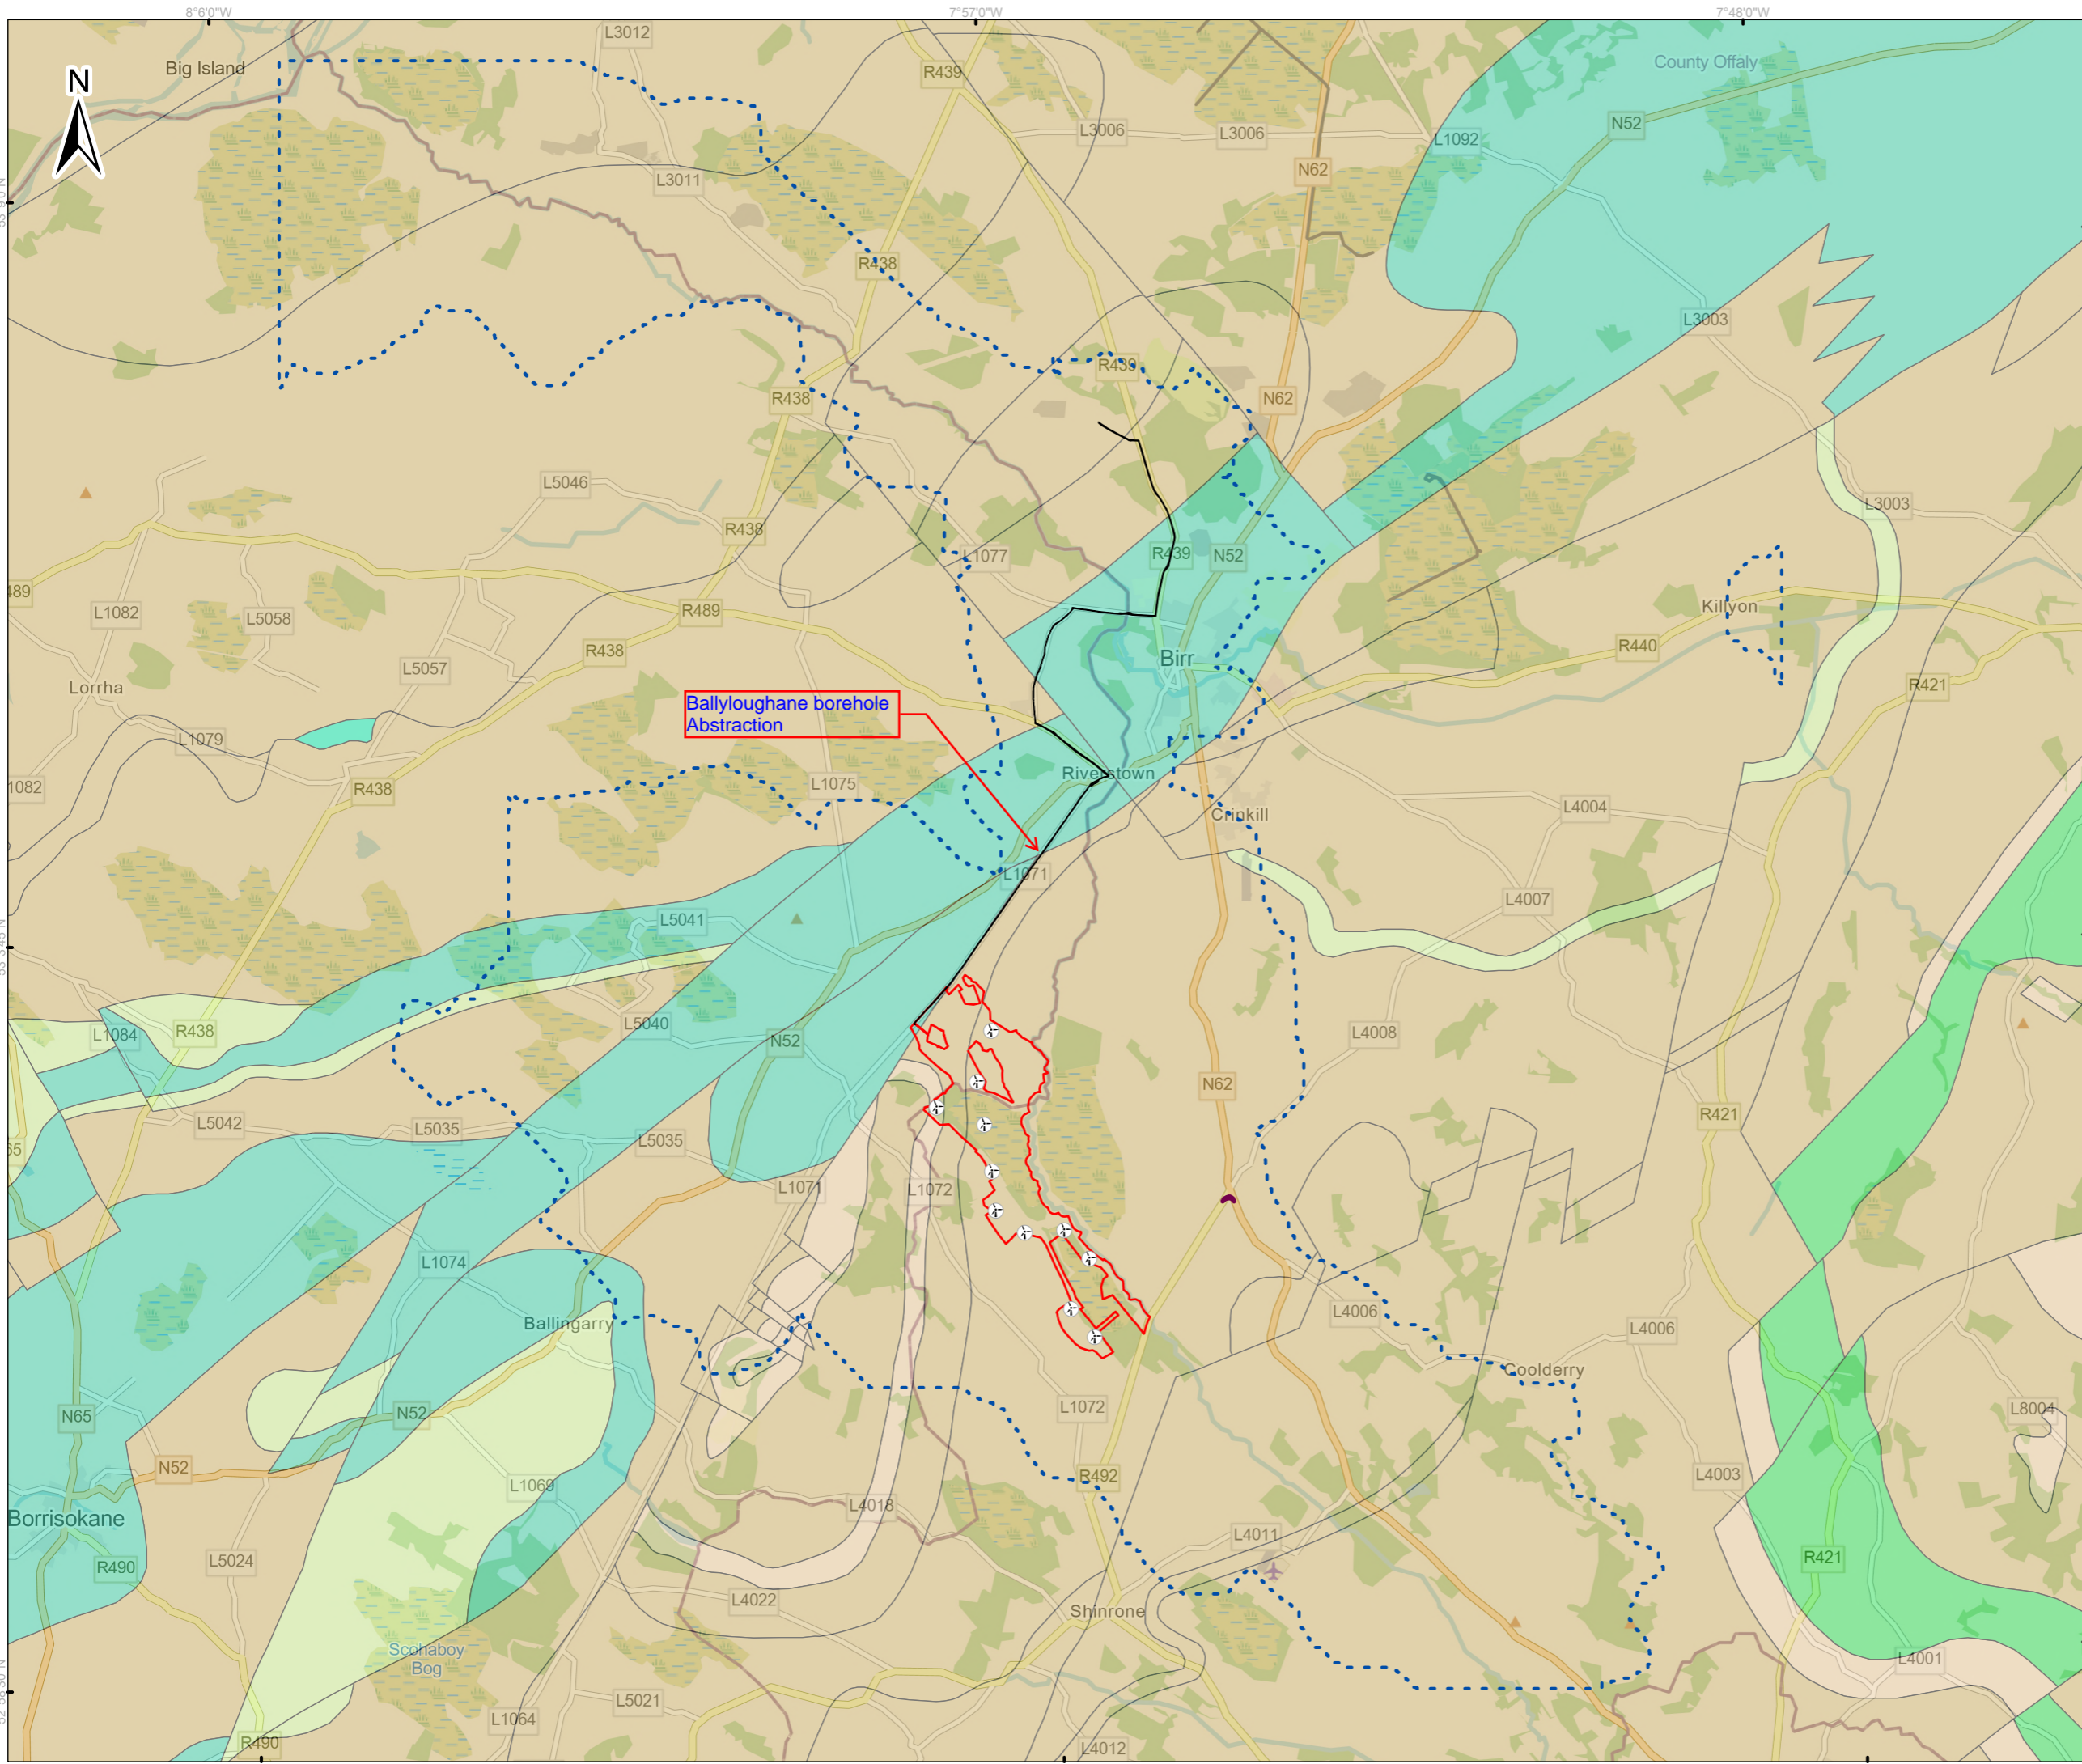 8°6'0"W
7°57'0"W
7°48'0"W
L3012
Big Island
N
R439
County Offaly
N52
L3006
L3006
L1092
N62
L3011
R438
L3003
R439
R438
N62
L5046
L3003
R438
L1077
R439
N52
489
L1082
L5058
R489
Killyon
R438
R440
L5057
Birr
Lorrha
R421
Ballyloughane borehole
Abstraction
L1079
Riverstown
1082
R438
L1075
L4004
Crinkill
L1071
L4007
L5041
L1084
R438
L5040
N52
L4008
N62
L5042
L5035
L5035
R421
65
L1071
L1072
L1074
Ballingarry
L4006
L4006
Coolderry
N65
N52
L1072
L8004
N52
R492
L4003
L1069
L4018
Borrisokane
L4011
R490
L5024
R421
L4022
Shinrone
Scohaboy
Bog
L4001
L5021
L1064
R490
L4012